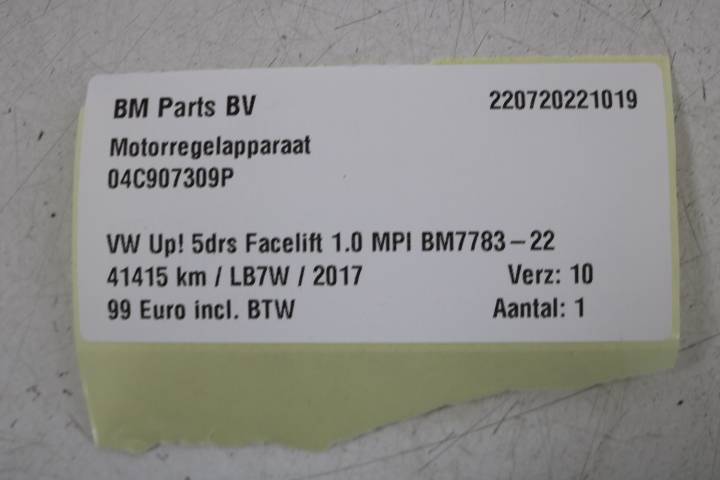 BM Parts BV 220720221019
Motorregelapparaat
04C907309P
VW Up! 5drs Facelift 1.0 MPI BM7783-22
41415 km / LB7W / 2017 Verz: 10
99 Euro incl. BTW Aantal: 1